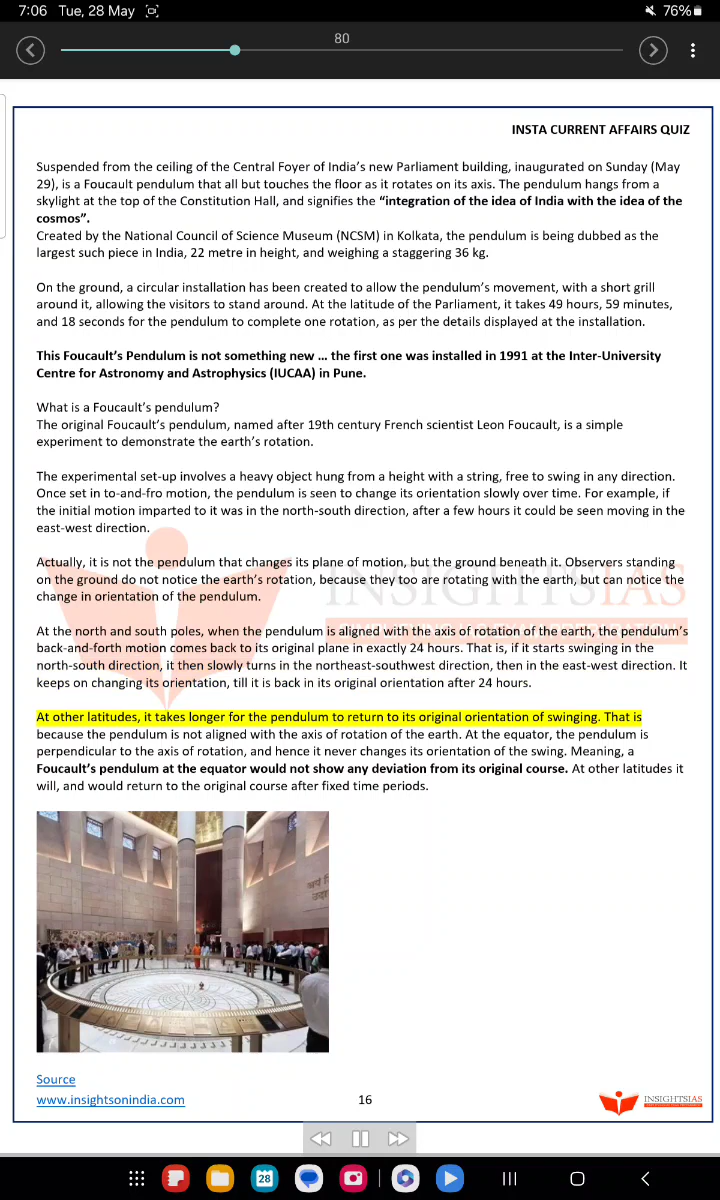 7:06 Tue, 28 May
76%
80
INSTA CURRENT AFFAIRS QUIZ
Suspended from the ceiling of the Central Foyer of India's new Parliament building, inaugurated on Sunday (May
29), is a Foucault pendulum that all but touches the floor as it rotates on its axis. The pendulum hangs from a
skylight at the top of the Constitution Hall, and signifies the "integration of the idea of India with the idea of the
cosmos".
Created by the National Council of Science Museum (NCSM) in Kolkata, the pendulum is being dubbed as the
largest such piece in India, 22 metre in height, and weighing a staggering 36 kg.
On the ground, a circular installation has been created to allow the pendulum's movement, with a short grill
around it, allowing the visitors to stand around. At the latitude of the Parliament, it takes 49 hours, 59 minutes,
and 18 seconds for the pendulum to complete one rotation, as per the details displayed at the installation.
This Foucault's Pendulum is not something new … the first one was installed in 1991 at the Inter-University
Centre for Astronomy and Astrophysics (IUCAA) in Pune.
What is a Foucault's pendulum?
The original Foucault's pendulum, named after 19th century French scientist Leon Foucault, is a simple
experiment to demonstrate the earth's rotation.
The experimental set-up involves a heavy object hung from a height with a string, free to swing in any direction.
Once set in to-and-fro motion, the pendulum is seen to change its orientation slowly over time. For example, if
the initial motion imparted to it was in the north-south direction, after a few hours it could be seen moving in the
east-west direction.
Actually, it is not the pendulum that changes its plane of motion, but the ground beneath it. Observers standing
on the ground do not notice the earth's rotation, because they too are rotating with the earth, but can notice the
change in orientation of the pendulum.
INSIGHTSIAS
At the north and south poles, when the pendulum is aligned with the axis of rotation of the earth, the pendulum's
back-and-forth motion comes back to its original plane in exactly 24 hours. That is, if it starts swinging in the
north-south direction, it then slowly turns in the northeast-southwest direction, then in the east-west direction. It
keeps on changing its orientation, till it is back in its original orientation after 24 hours.
At other latitudes, it takes longer for the pendulum to return to its original orientation of swinging. That is
because the pendulum is not aligned with the axis of rotation of the earth. At the equator, the pendulum is
perpendicular to the axis of rotation, and hence it never changes its orientation of the swing. Meaning, a
Foucault's pendulum at the equator would not show any deviation from its original course. At other latitudes it
will, and would return to the original course after fixed time periods.
Source
www.insightsonindia.com
16
INSIGHTSIAS
28